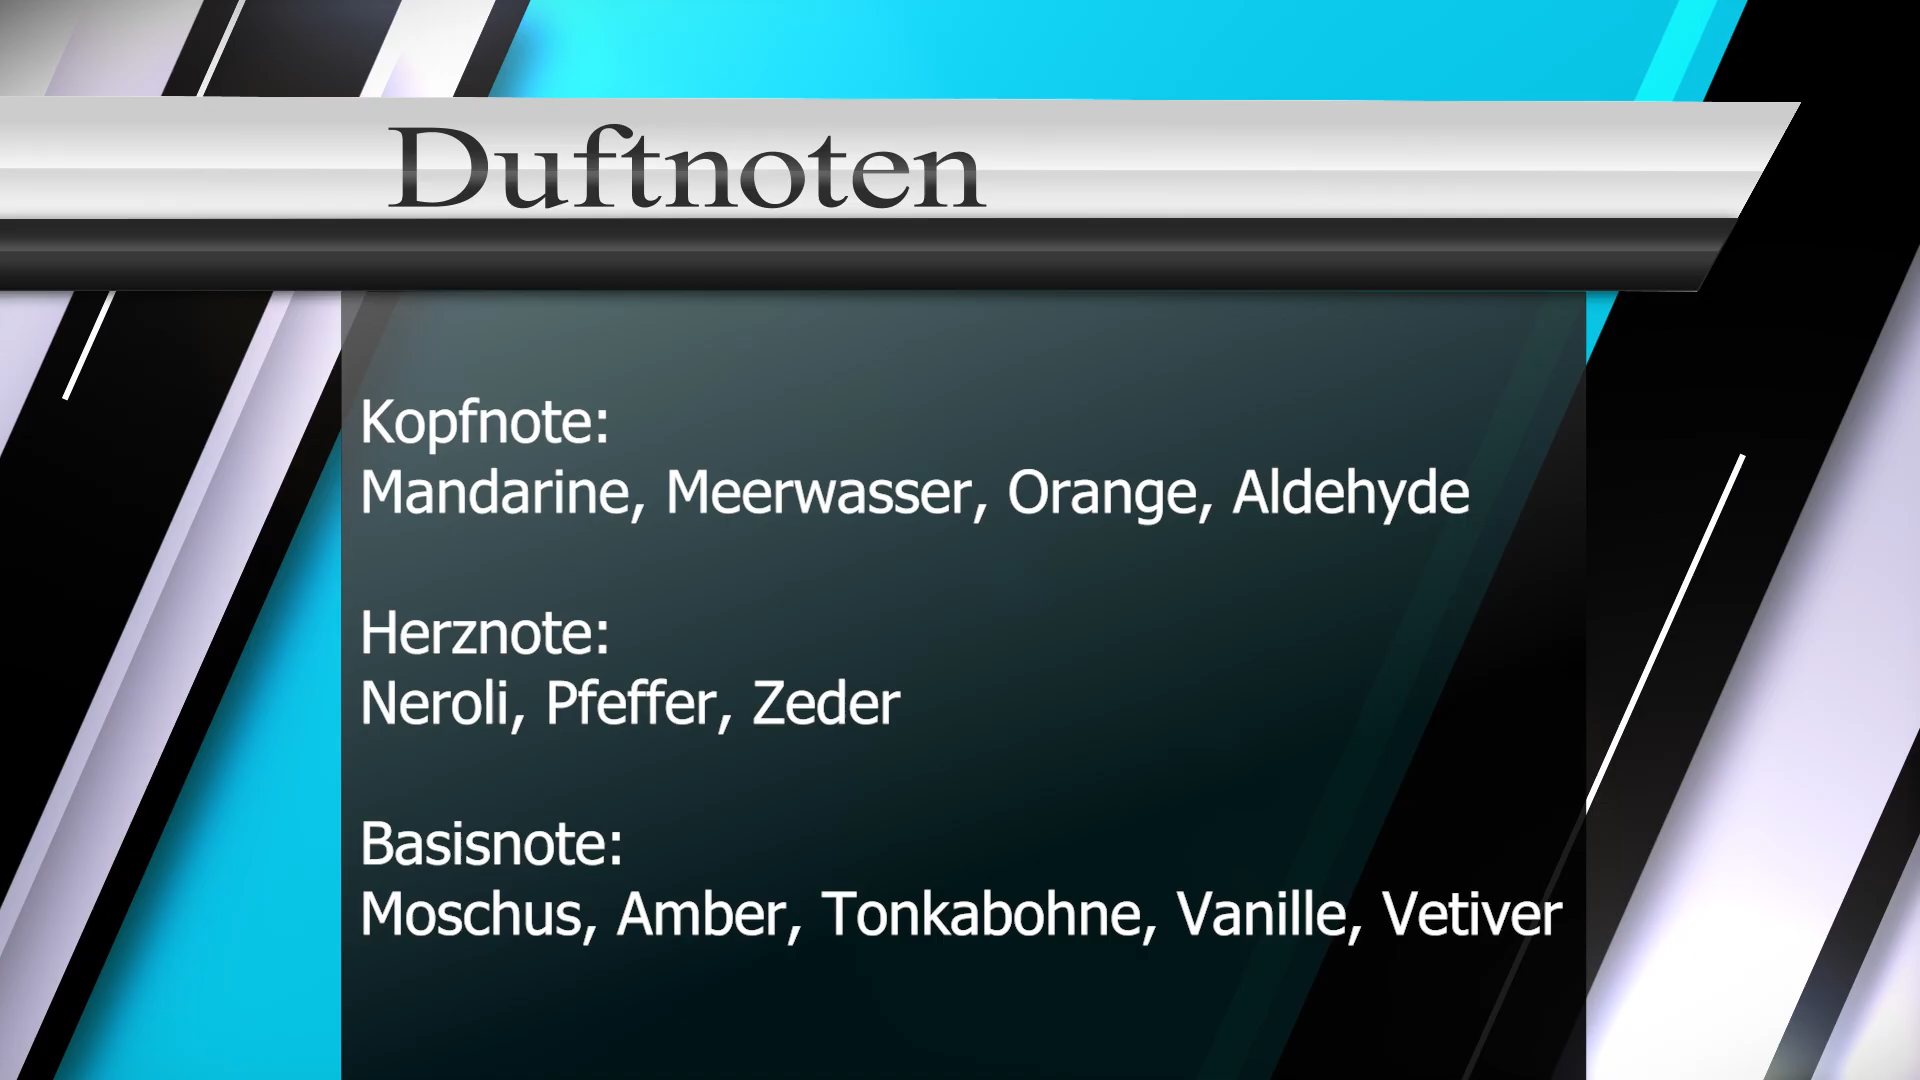 Duftnoten
Kopfnote:
Mandarine, Meerwasser, Orange, Aldehyde
Herznote:
Neroli, Pfeffer, Zeder
Basisnote:
Moschus, Amber, Tonkabohne, Vanille, Vetiver